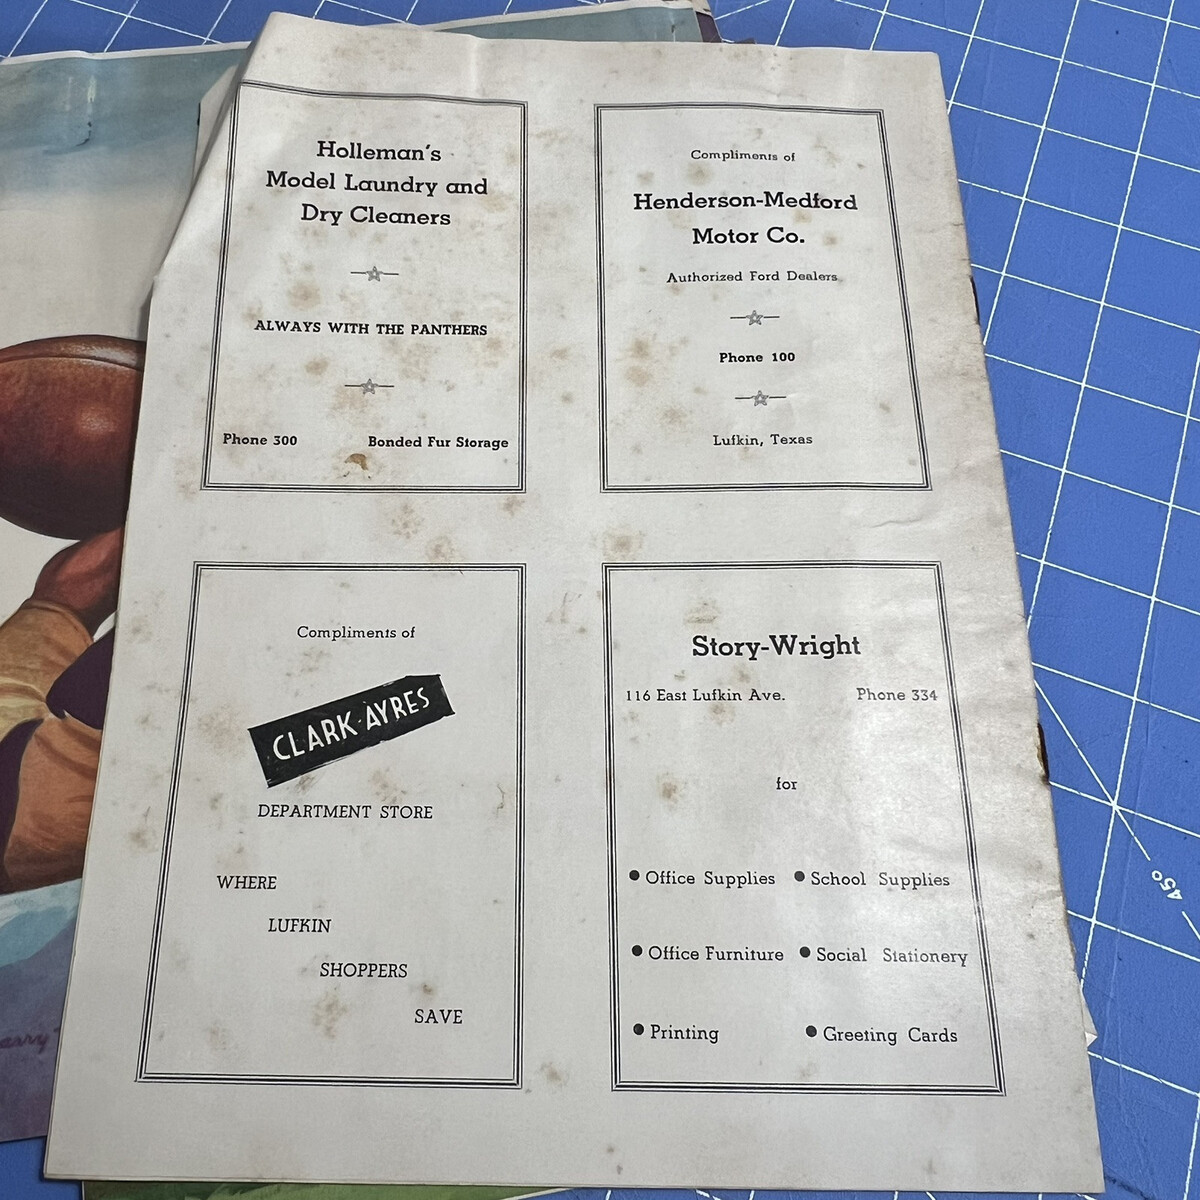 Holleman's
Model Laundry and
Dry Cleaners
ALWAYS WITH THE PANTHERS
Phone 300 Bonded Fur Storage
Compliments of
Henderson-Medford
Motor Co.
Authorized Ford Dealers
Phone 100
Lufkin, Texas
Compliments of
CLARK-AYRES
DEPARTMENT STORE
WHERE
LUFKIN
SHOPPERS
SAVE
Story-Wright
116 East Lufkin Ave. Phone 334
for
● Office Supplies ● School Supplies
● Office Furniture ● Social Stationery
● Printing ● Greeting Cards
45°